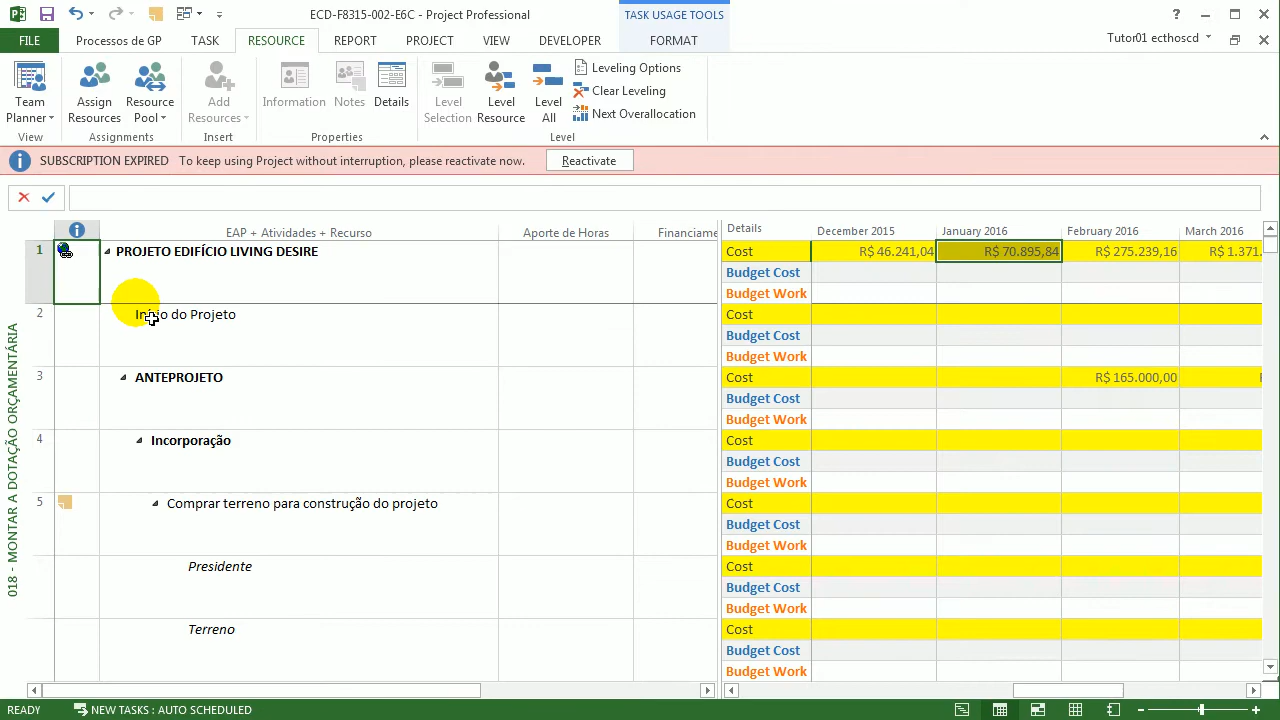 ECD-F8315-002-E6C - Project Professional
TASK USAGE TOOLS
Tutor01 ecthoscd
FILE Processos de GP TASK RESOURCE REPORT PROJECT VIEW DEVELOPER FORMAT
Team Planner
Assign Resources
Resource Pool
Add Resources
Information
Notes
Details
Level Selection
Level Resource
Level All
Leveling Options
Clear Leveling
Next Overallocation
View Assignments Insert Properties Level
SUBSCRIPTION EXPIRED To keep using Project without interruption, please reactivate now. Reactivate
EAP + Atividades + Recurso Aporte de Horas Financiame Details December 2015 January 2016 February 2016 March 2016
1 PROJETO EDIFÍCIO LIVING DESIRE Cost R$ 46.241,04 R$ 70.895,84 R$ 275.239,16 R$ 1.371.
Budget Cost
Budget Work
2 Início do Projeto Cost
Budget Cost
Budget Work
3 ANTEPROJETO Cost R$ 165.000,00
Budget Cost
Budget Work
4 Incorporação Cost
Budget Cost
Budget Work
5 Comprar terreno para construção do projeto Cost
Budget Cost
Budget Work
Presidente Cost
Budget Cost
Budget Work
Terreno Cost
Budget Cost
Budget Work
018 - MONTAR A DOTAÇÃO ORÇAMENTÁRIA
READY NEW TASKS : AUTO SCHEDULED